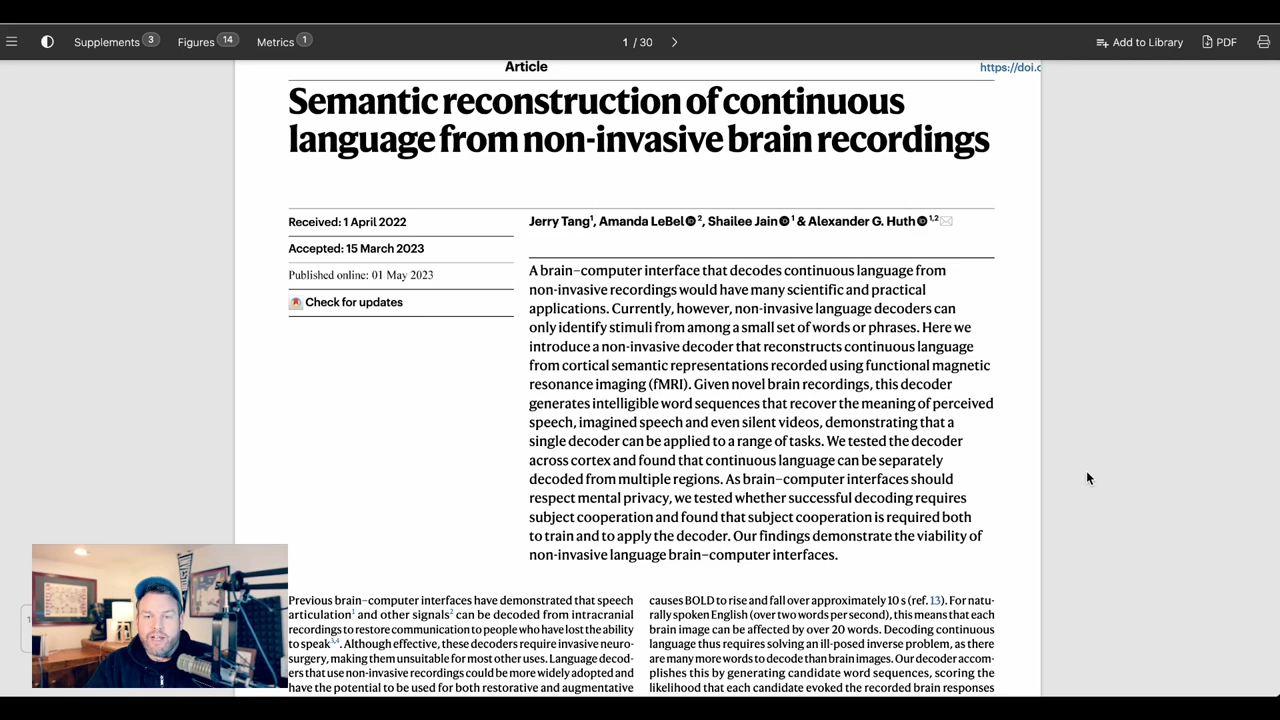 Supplements 3 Figures 14 Metrics 1 1 / 30 Add to Library PDF
Article https://doi.
Semantic reconstruction of continuous
language from non-invasive brain recordings
Received: 1 April 2022
Accepted: 15 March 2023
Published online: 01 May 2023
Check for updates
Jerry Tang1, Amanda LeBel 2, Shailee Jain 1 & Alexander G. Huth 1,2
A brain–computer interface that decodes continuous language from
non-invasive recordings would have many scientific and practical
applications. Currently, however, non-invasive language decoders can
only identify stimuli from among a small set of words or phrases. Here we
introduce a non-invasive decoder that reconstructs continuous language
from cortical semantic representations recorded using functional magnetic
resonance imaging (fMRI). Given novel brain recordings, this decoder
generates intelligible word sequences that recover the meaning of perceived
speech, imagined speech and even silent videos, demonstrating that a
single decoder can be applied to a range of tasks. We tested the decoder
across cortex and found that continuous language can be separately
decoded from multiple regions. As brain–computer interfaces should
respect mental privacy, we tested whether successful decoding requires
subject cooperation and found that subject cooperation is required both
to train and to apply the decoder. Our findings demonstrate the viability of
non-invasive language brain–computer interfaces.
Previous brain–computer interfaces have demonstrated that speech
articulation1 and other signals2 can be decoded from intracranial
recordings to restore communication to people who have lost the ability
to speak3,4. Although effective, these decoders require invasive neuro-
surgery, making them unsuitable for most other uses. Language decod-
ers that use non-invasive recordings could be more widely adopted and
have the potential to be used for both restorative and augmentative
causes BOLD to rise and fall over approximately 10 s (ref. 13). For natu-
rally spoken English (over two words per second), this means that each
brain image can be affected by over 20 words. Decoding continuous
language thus requires solving an ill-posed inverse problem, as there
are many more words to decode than brain images. Our decoder accom-
plishes this by generating candidate word sequences, scoring the
likelihood that each candidate evoked the recorded brain responses